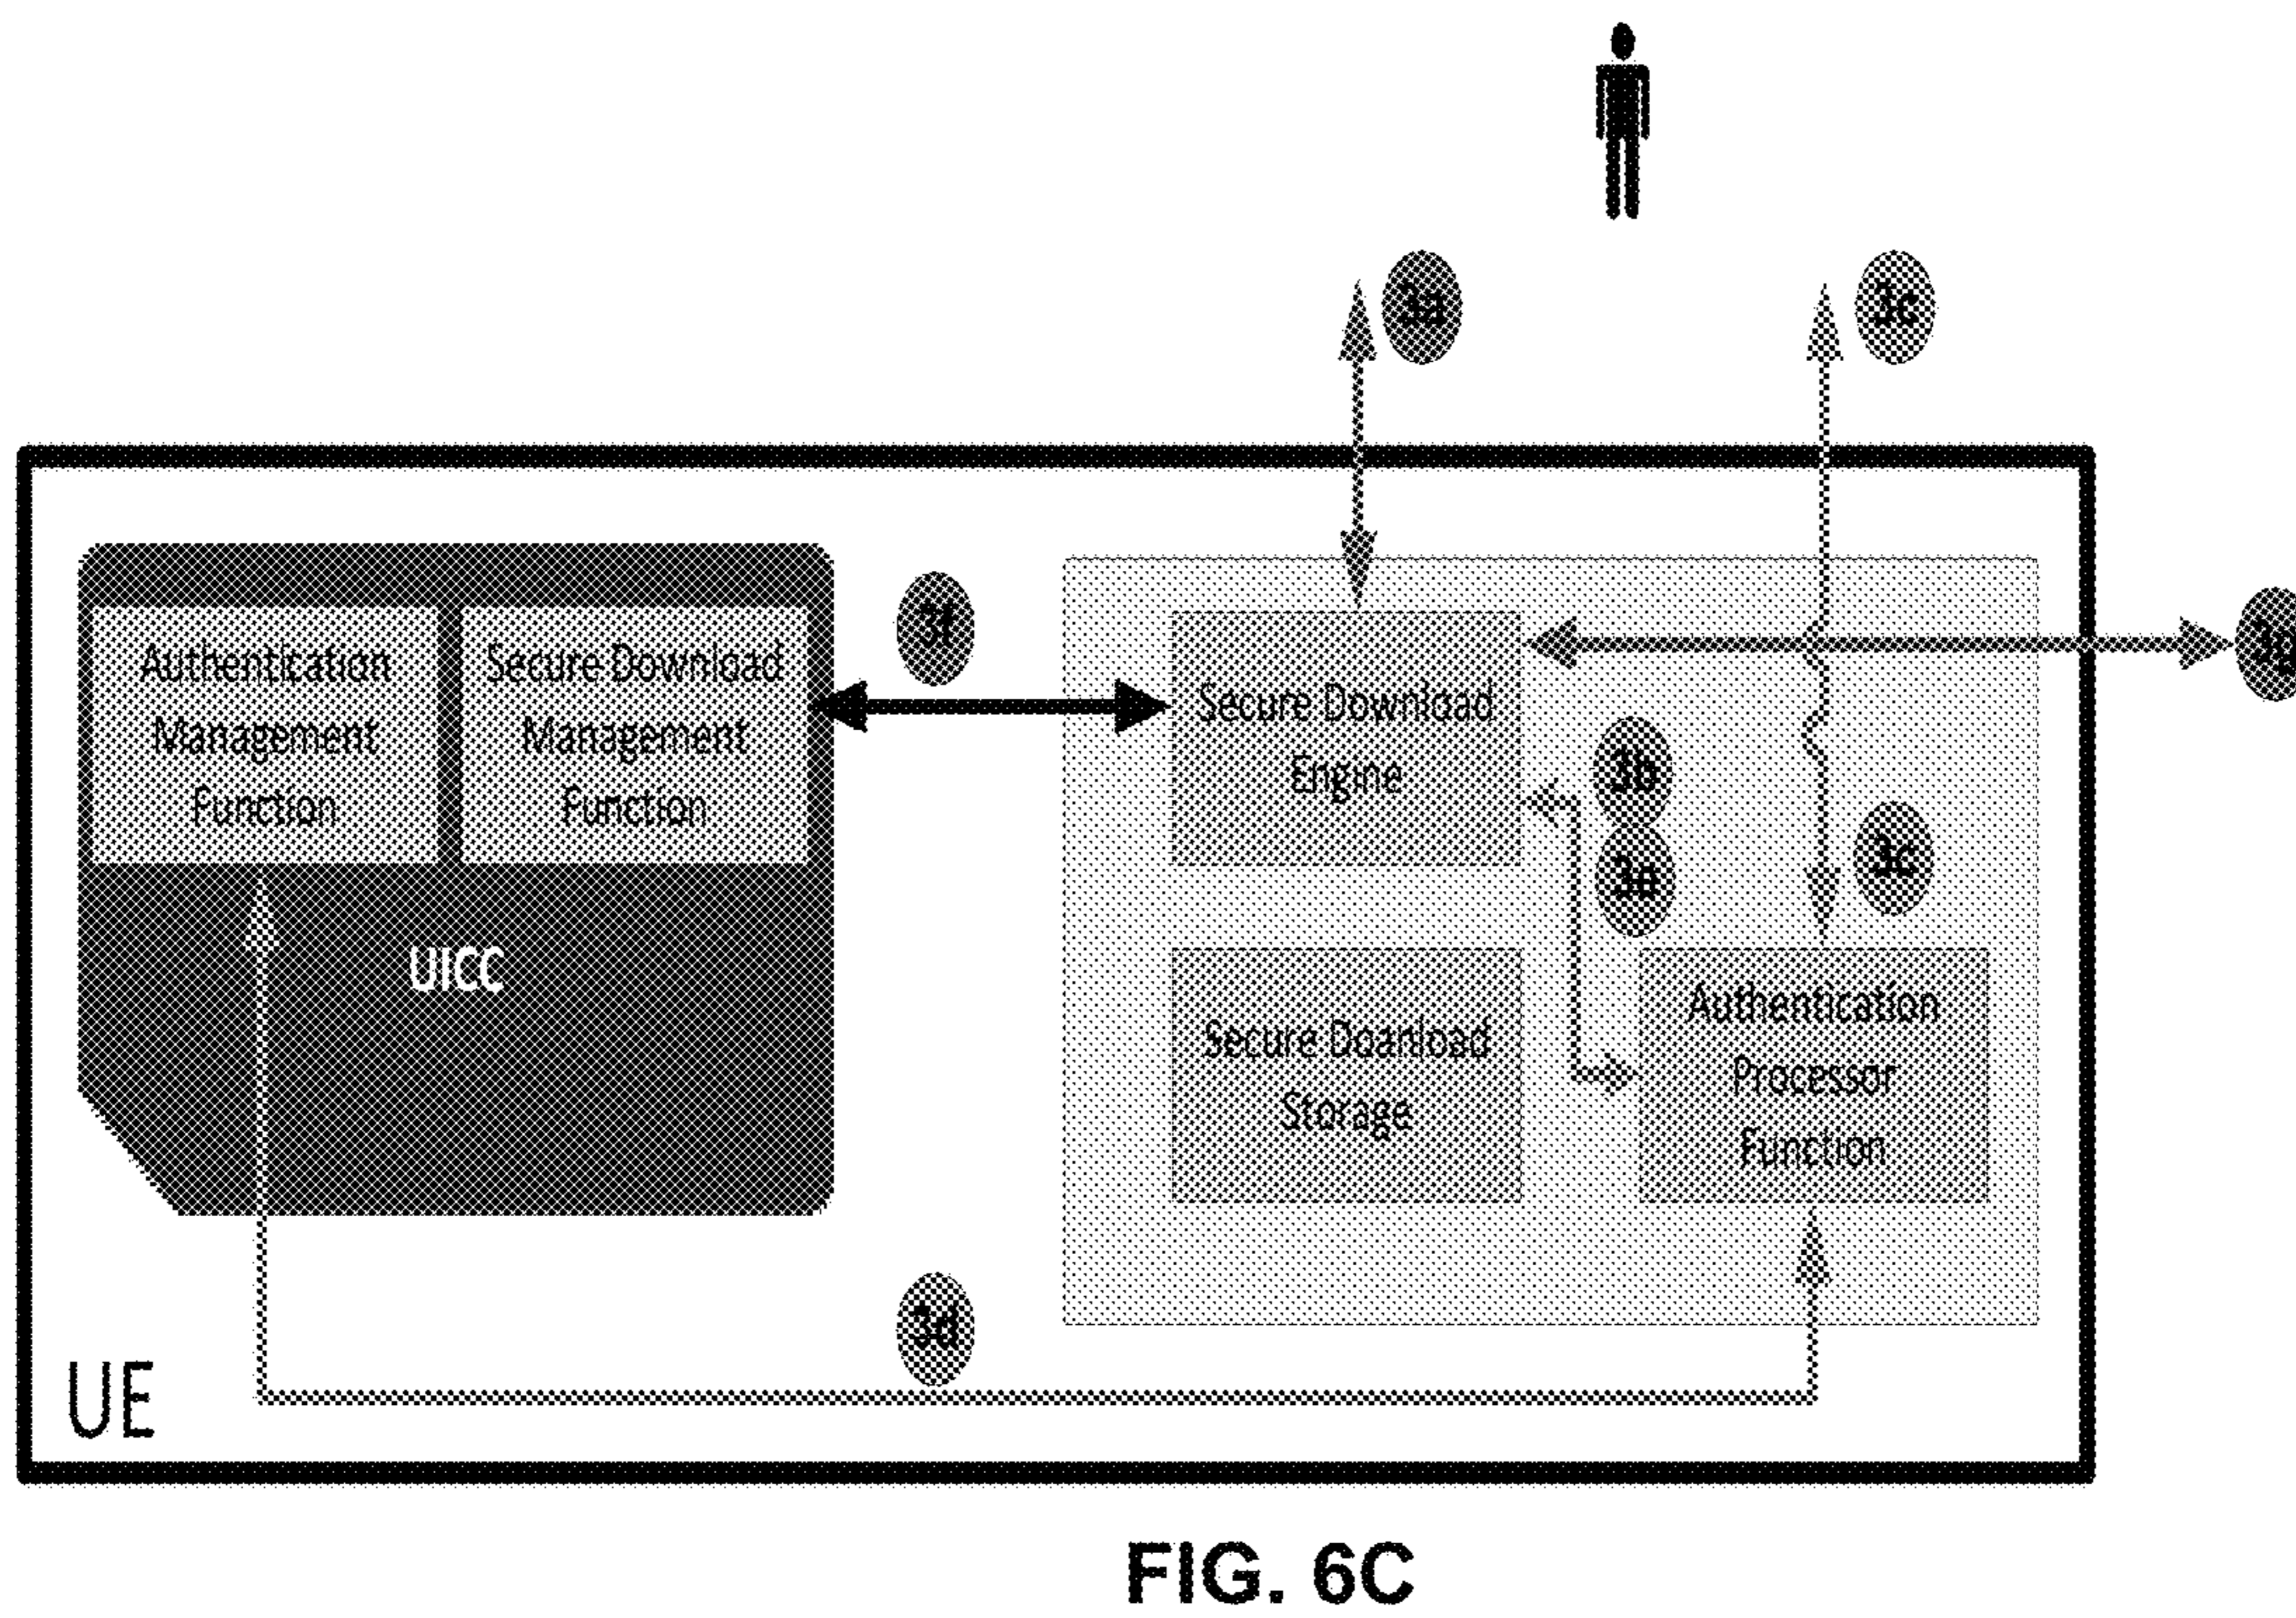 3a
3c
3f
3g
Authentication
Management
Function
Secure Download
Management
Function
Secure Download
Engine
3b
3c
UICC
Secure Doanload
Storage
Authentication
Processor
Function
3d
UE
FIG. 6C